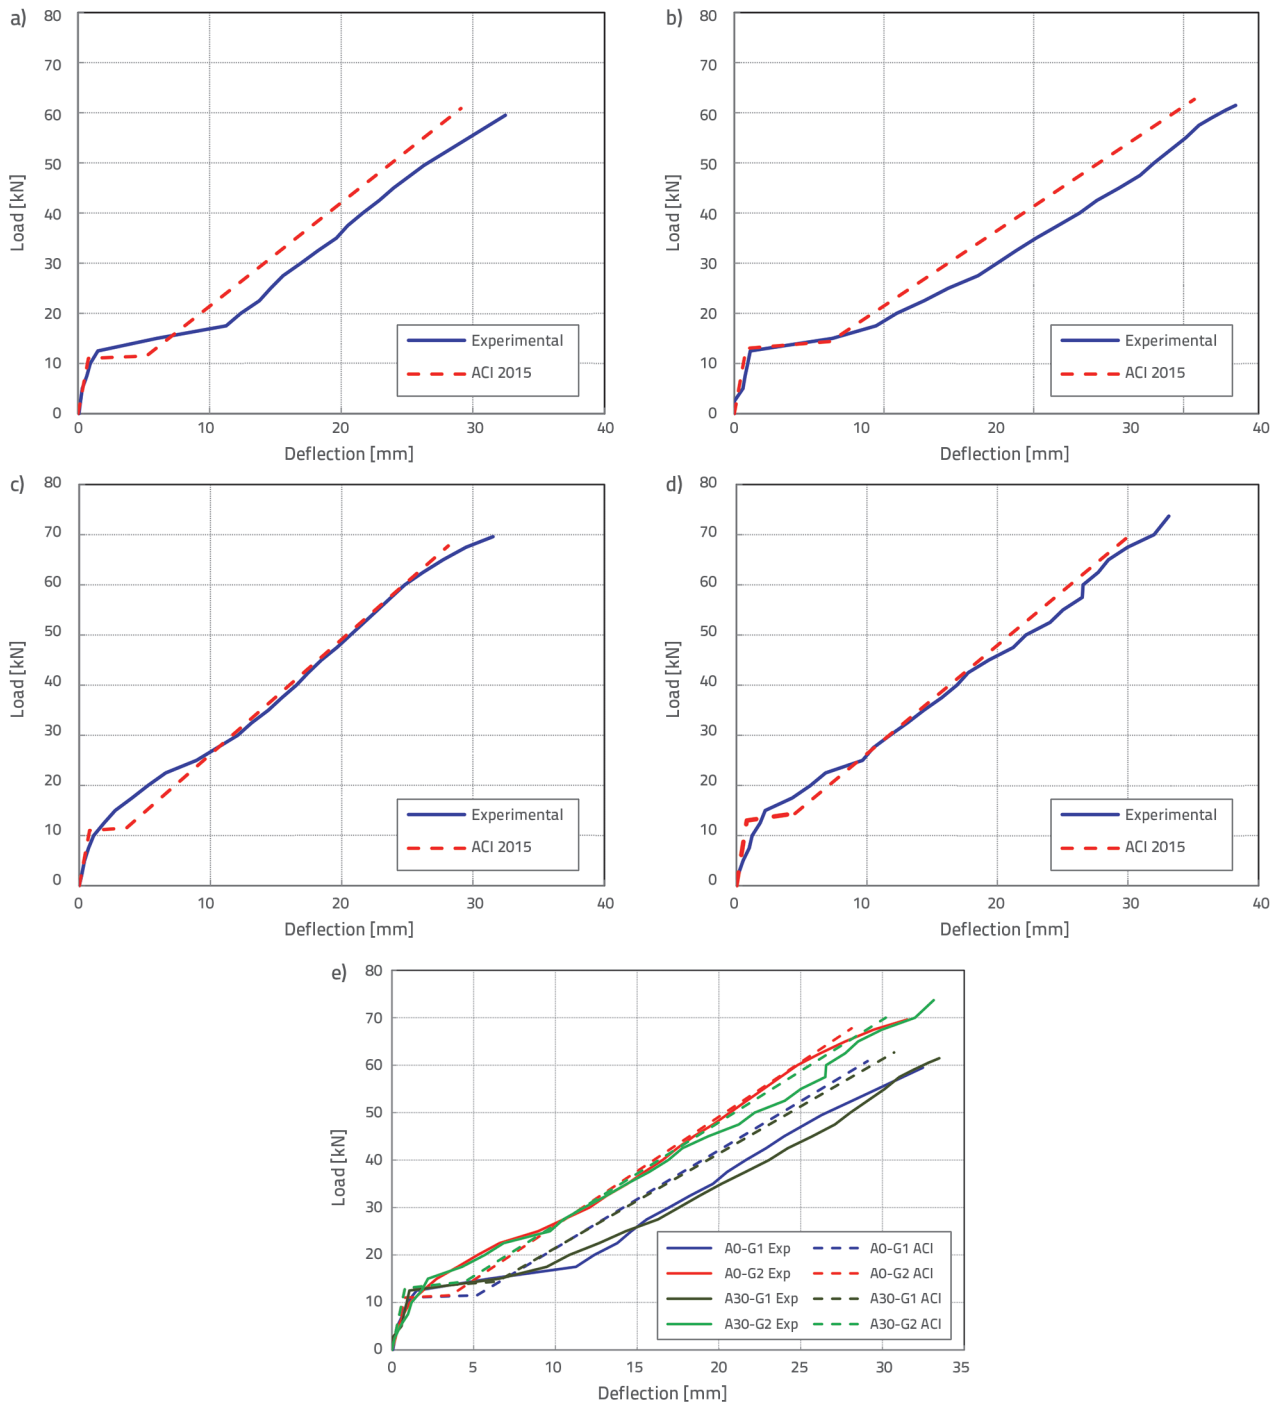 a)
80
70
60
50
40
30
20
10
0
Load [kN]
0 10 20 30 40
Deflection [mm]
Experimental
ACI 2015
b)
80
70
60
50
40
30
20
10
0
Load [kN]
0 10 20 30 40
Deflection [mm]
Experimental
ACI 2015
c)
80
70
60
50
40
30
20
10
0
Load [kN]
0 10 20 30 40
Deflection [mm]
Experimental
ACI 2015
d)
80
70
60
50
40
30
20
10
0
Load [kN]
0 10 20 30 40
Deflection [mm]
Experimental
ACI 2015
e)
80
70
60
50
40
30
20
10
0
Load [kN]
0 5 10 15 20 25 30 35
Deflection [mm]
A0-G1 Exp A0-G1 ACI
A0-G2 Exp A0-G2 ACI
A30-G1 Exp A30-G1 ACI
A30-G2 Exp A30-G2 ACI